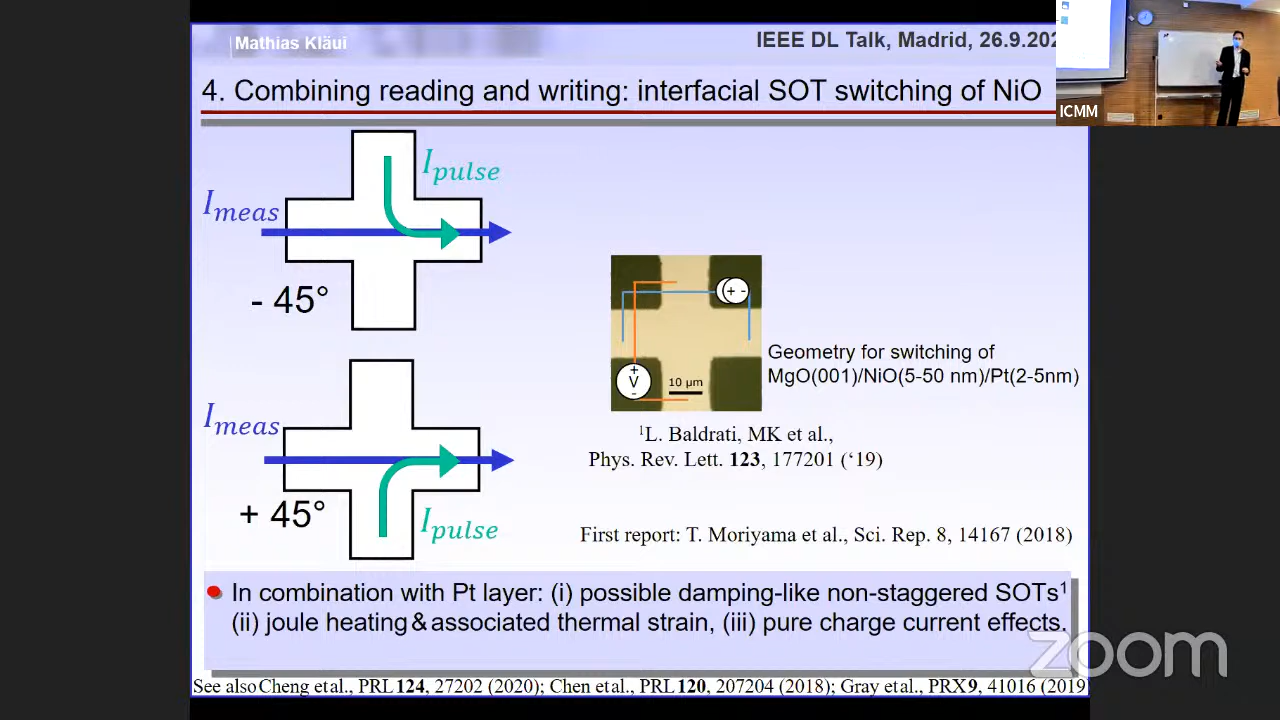 Mathias Kläui
IEEE DL Talk, Madrid, 26.9.202
4. Combining reading and writing: interfacial SOT switching of NiO
ICMM
I_pulse
I_meas
- 45°
+ -
V
+
-
10 µm
Geometry for switching of
MgO(001)/NiO(5-50 nm)/Pt(2-5nm)
I_meas
+ 45°
I_pulse
¹L. Baldrati, MK et al.,
Phys. Rev. Lett. 123, 177201 (‘19)
First report: T. Moriyama et al., Sci. Rep. 8, 14167 (2018)
In combination with Pt layer: (i) possible damping-like non-staggered SOTs¹
(ii) joule heating & associated thermal strain, (iii) pure charge current effects.
zoom
See also Cheng et al., PRL 124, 27202 (2020); Chen et al., PRL 120, 207204 (2018); Gray et al., PRX 9, 41016 (2019